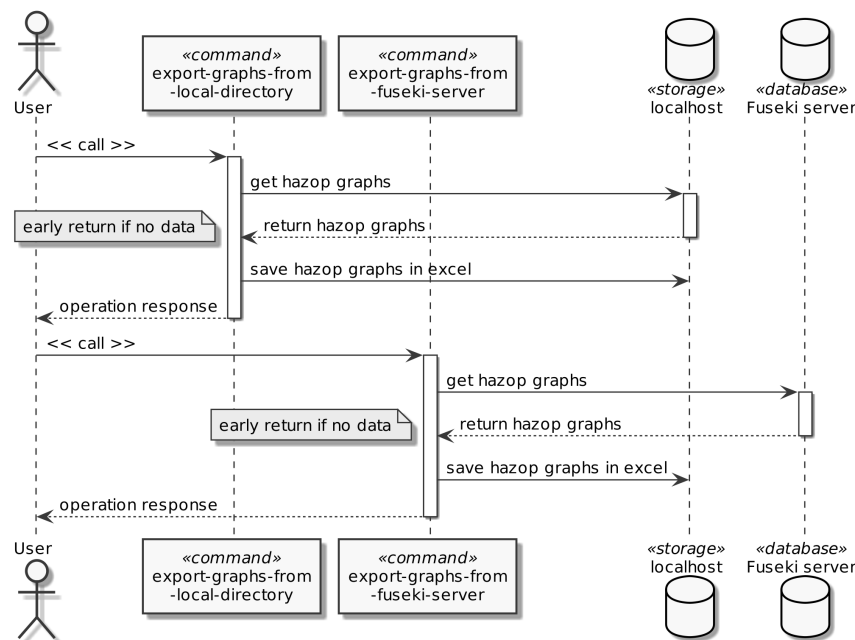 «command»
export-graphs-from
-local-directory
«command»
export-graphs-from
-fuseki-server
«storage»
localhost
«database»
Fuseki server
User
<< call >>
get hazop graphs
early return if no data
return hazop graphs
save hazop graphs in excel
operation response
<< call >>
get hazop graphs
early return if no data
return hazop graphs
save hazop graphs in excel
operation response
User
«command»
export-graphs-from
-local-directory
«command»
export-graphs-from
-fuseki-server
«storage»
localhost
«database»
Fuseki server